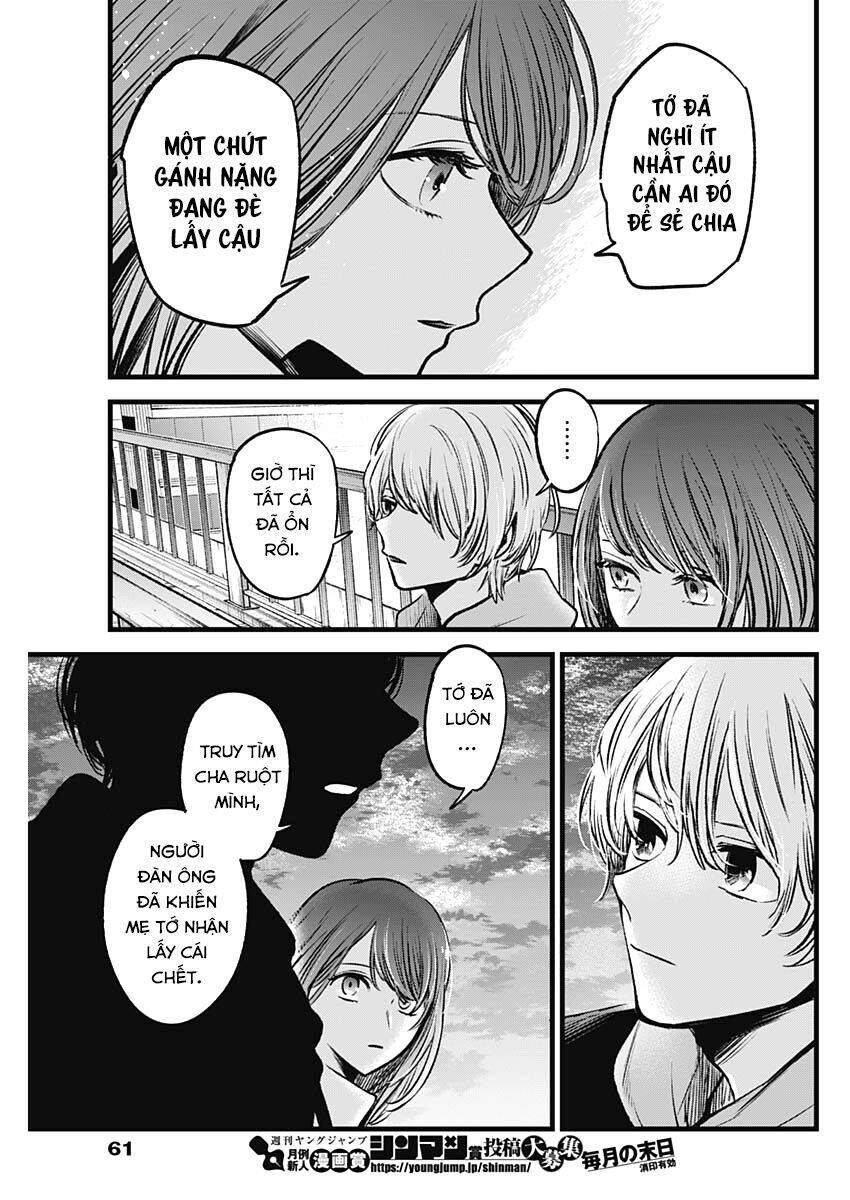 TỚ ĐÃ
NGHĨ ÍT
NHẤT CẬU
CẦN AI ĐÓ
ĐỂ SẺ CHIA
MỘT CHÚT
GÁNH NẶNG
ĐANG ĐÈ
LẤY CẬU
......
GIỜ THÌ
TẤT CẢ
ĐÃ ỔN
RỒI.
TỚ ĐÃ
LUÔN
...
TRUY TÌM
CHA RUỘT
MÌNH,
NGƯỜI
ĐÀN ÔNG
ĐÃ KHIẾN
MẸ TỚ NHẬN
LẤY CÁI
CHẾT.
61
週刊ヤングジャンプ
月例
新人
漫画賞
シンマン賞
投稿大募集
毎月の末日
消印有効
https://youngjump.jp/shinman/